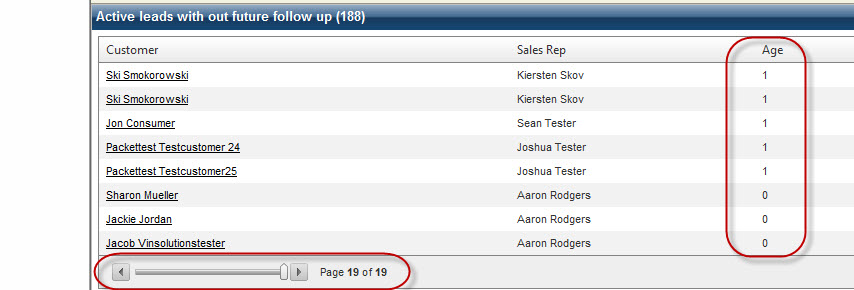 Active leads with out future follow up (188)
Customer Sales Rep Age
Ski Smokorowski Kiersten Skov 1
Ski Smokorowski Kiersten Skov 1
Jon Consumer Sean Tester 1
Packettest Testcustomer 24 Joshua Tester 1
Packettest Testcustomer25 Joshua Tester 1
Sharon Mueller Aaron Rodgers 0
Jackie Jordan Aaron Rodgers 0
Jacob Vinsolutionstester Aaron Rodgers 0
Page 19 of 19